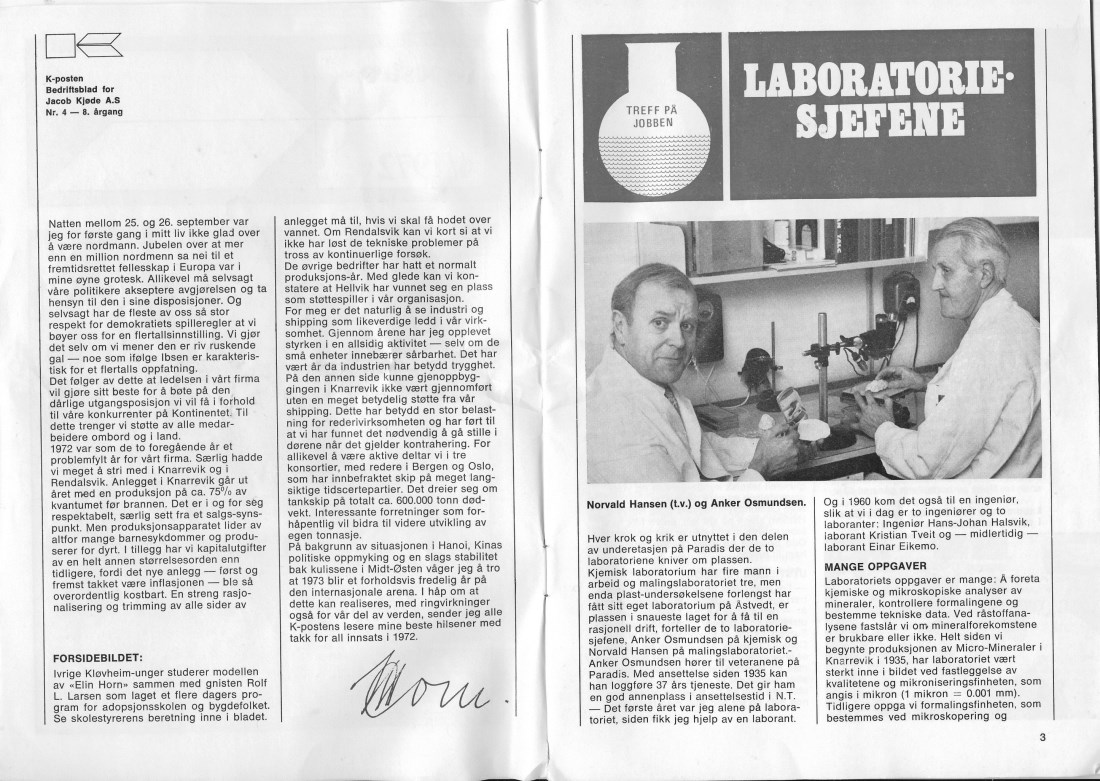 K-posten
Bedriftsblad for
Jacob Kjøde A.S
Nr. 4 — 8. årgang
Natten mellom 25. og 26. september var
jeg for første gang i mitt liv ikke glad over
å være nordmann. Jubelen over at mer
enn en million nordmenn sa nei til et
fremtidsrettet fellesskap i Europa var i
mine øyne grotesk. Allikevel må selvsagt
våre politikere akseptere avgjørelsen og ta
hensyn til den i sine disposisjoner. Og
selvsagt har de fleste av oss så stor
respekt for demokratiets spilleregler at vi
bøyer oss for en flertallsinnstilling. Vi gjør
det selv om vi mener den er riv ruskende
gal — noe som ifølge Ibsen er karakteris-
tisk for et flertalls oppfatning.
Det følger av dette at ledelsen i vårt firma
vil gjøre sitt beste for å bøte på den
dårlige utgangsposisjon vi vil få i forhold
til våre konkurrenter på Kontinentet. Til
dette trenger vi støtte av alle medar-
beidere ombord og i land.
1972 var som de to foregående år et
problemfylt år for vårt firma. Særlig hadde
vi meget å stri med i Knarrevik og i
Rendalsvik. Anlegget i Knarrevik går ut
året med en produksjon på ca. 75% av
kvantumet før brannen. Det er i og for seg
respektabelt, særlig sett fra et salgs-syns-
punkt. Men produksjonsapparatet lider av
altfor mange barnesykdommer og produ-
serer for dyrt. I tillegg har vi kapitalutgifter
av en helt annen størrelsesorden enn
tidligere, fordi det nye anlegg — først og
fremst takket være inflasjonen — ble så
overordentlig kostbart. En streng rasjo-
nalisering og trimming av alle sider av
FORSIDEBILDET:
Ivrige Kløvheim-unger studerer modellen
av «Elin Horn» sammen med gnisten Rolf
L. Larsen som laget et flere dagers pro-
gram for adopsjonsskolen og bygdefolket.
Se skolestyrerens beretning inne i bladet.
anlegget må til, hvis vi skal få hodet over
vannet. Om Rendalsvik kan vi kort si at vi
ikke har løst de tekniske problemer på
tross av kontinuerlige forsøk.
De øvrige bedrifter har hatt et normalt
produksjons-år. Med glede kan vi kon-
statere at Hellvik har vunnet seg en plass
som støttespiller i vår organisasjon.
For meg er det naturlig å se industri og
shipping som likeverdige ledd i vår virk-
somhet. Gjennom årene har jeg opplevet
styrken i en allsidig aktivitet — selv om de
små enheter innebærer sårbarhet. Det har
vært år da industrien har betydd trygghet.
På den annen side kunne gjenoppbyg-
gingen i Knarrevik ikke vært gjennomført
uten en meget betydelig støtte fra vår
shipping. Dette har betydd en stor belast-
ning for rederivirksomheten og har ført til
at vi har funnet det nødvendig å gå stille i
dørene når det gjelder kontrahering. For
allikevel å være aktive deltar vi i tre
konsortier, med redere i Bergen og Oslo,
som har innbefraktet skip på meget lang-
siktige tidscertepartier. Det dreier seg om
tankskip på totalt ca. 600.000 tonn død-
vekt. Interessante forretninger som for-
håpentlig vil bidra til videre utvikling av
egen tonnasje.
På bakgrunn av situasjonen i Hanoi, Kinas
politiske oppmyking og en slags stabilitet
bak kulissene i Midt-Østen våger jeg å tro
at 1973 blir et forholdsvis fredelig år på
den internasjonale arena. I håp om at
dette kan realiseres, med ringvirkninger
også for vår del av verden, sender jeg alle
K-postens lesere mine beste hilsener med
takk for all innsats i 1972.
TREFF PÅ
JOBBEN
LABORATORIE-
SJEFENE
Norvald Hansen (t.v.) og Anker Osmundsen.
Hver krok og krik er utnyttet i den delen
av underetasjen på Paradis der de to
laboratoriene kniver om plassen.
Kjemisk laboratorium har fire mann i
arbeid og malingslaboratoriet tre, men
enda plast-undersøkelsene forlengst har
fått sitt eget laboratorium på Åstvedt, er
plassen i snaueste laget for å få til en
rasjonell drift, forteller de to laboratorie-
sjefene, Anker Osmundsen på kjemisk og
Norvald Hansen på malingslaboratoriet.-
Anker Osmundsen hører til veteranene på
Paradis. Med ansettelse siden 1935 kan
han loggføre 37 års tjeneste. Det gir ham
en god annenplass i ansettelsestid i N.T.
— Det første året var jeg alene på labora-
toriet, siden fikk jeg hjelp av en laborant.
Og i 1960 kom det også til en ingeniør,
slik at vi i dag er to ingeniører og to
laboranter: Ingeniør Hans-Johan Halsvik,
laborant Kristian Tveit og — midlertidig —
laborant Einar Eikemo.
MANGE OPPGAVER
Laboratoriets oppgaver er mange: Å foreta
kjemiske og mikroskopiske analyser av
mineraler, kontrollere formalingene og
bestemme tekniske data. Ved råstoffana-
lysene fastslår vi om mineralforekomstene
er brukbare eller ikke. Helt siden vi
begynte produksjonen av Micro-Mineraler i
Knarrevik i 1935, har laboratoriet vært
sterkt inne i bildet ved fastleggelse av
kvalitetene og mikroniseringsfinheten, som
angis i mikron (1 mikron = 0.001 mm).
Tidligere oppga vi formalingsfinheten, som
bestemmes ved mikroskopering og
3